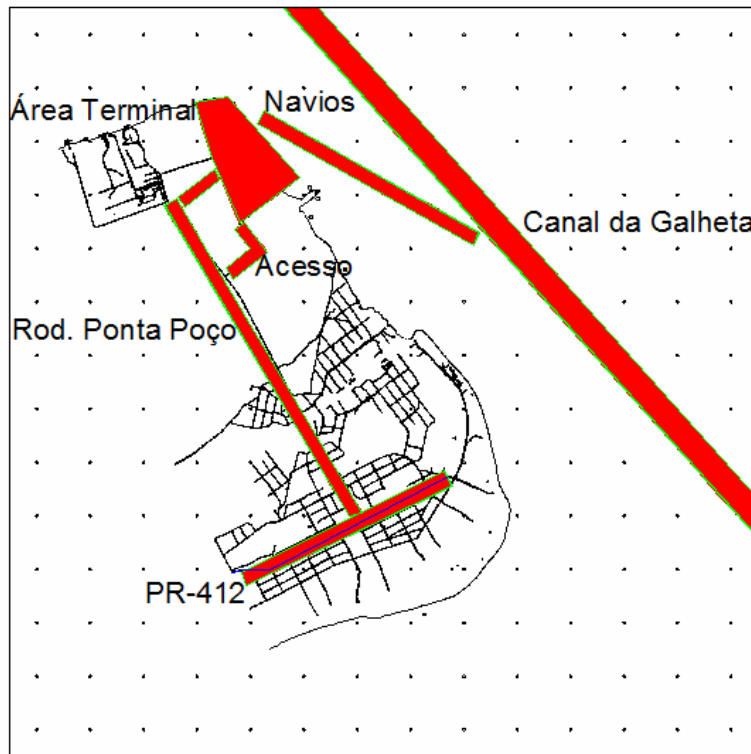 Área Terminal
Navios
Canal da Galheta
Acesso
Rod. Ponta Poço
PR-412